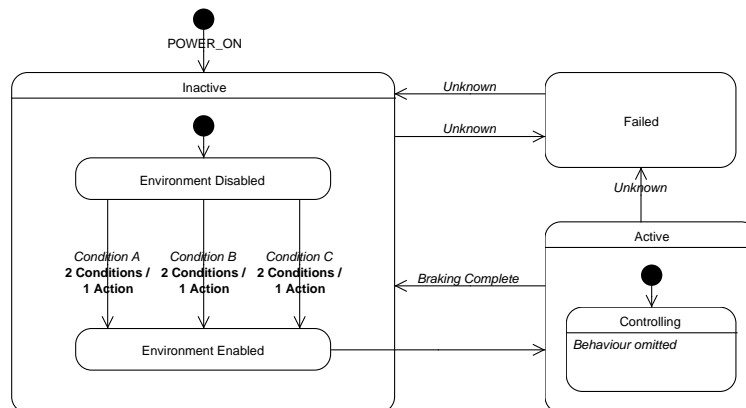 POWER_ON
Inactive
Unknown
Failed
Unknown
Environment Disabled
Unknown
Active
Condition A
2 Conditions /
1 Action
Condition B
2 Conditions /
1 Action
Condition C
2 Conditions /
1 Action
Braking Complete
Controlling
Behaviour omitted
Environment Enabled